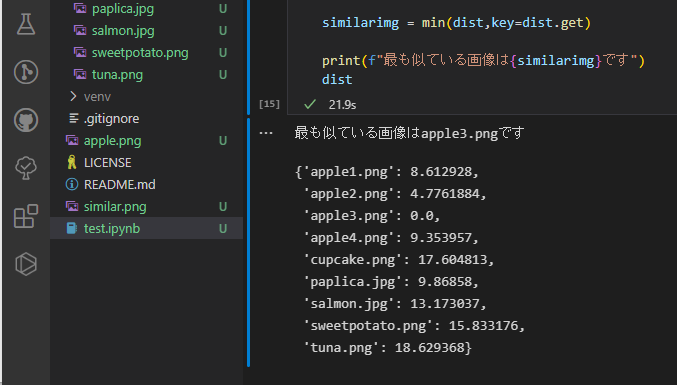 paplica.jpg U
salmon.jpg U
sweetpotato.png U
tuna.png U
venv
.gitignore
apple.png U
LICENSE
README.md
similar.png U
test.ipynb U
similarimg = min(dist,key=dist.get)
print(f"最も似ている画像は{similarimg}です")
dist
[15] 21.9s
最も似ている画像はapple3.pngです
{'apple1.png': 8.612928,
'apple2.png': 4.7761884,
'apple3.png': 0.0,
'apple4.png': 9.353957,
'cupcake.png': 17.604813,
'paplica.jpg': 9.86858,
'salmon.jpg': 13.173037,
'sweetpotato.png': 15.833176,
'tuna.png': 18.629368}